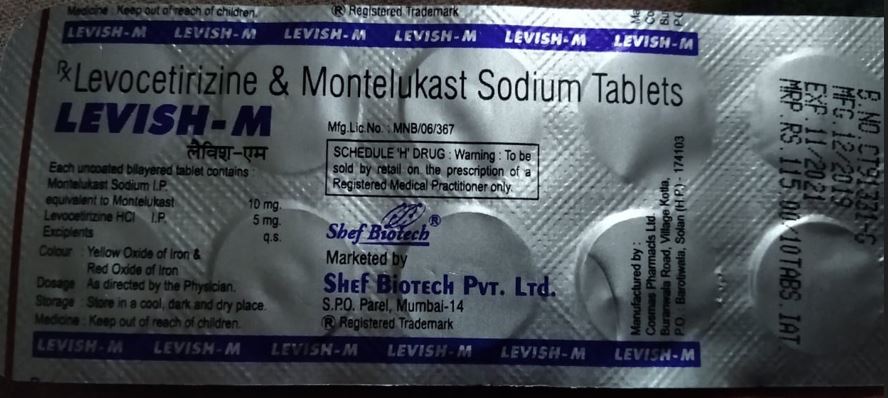 Medicine : Keep out of reach of children.
® Registered Trademark
LEVISH-M LEVISH-M LEVISH-M LEVISH-M LEVISH-M LEVISH-M
Rx Levocetirizine & Montelukast Sodium Tablets
LEVISH-M
लेविश-एम
Each uncoated bilayered tablet contains :
Montelukast Sodium I.P.
equivalent to Montelukast 10 mg.
Levocetirizine HCl I.P. 5 mg.
Excipients q.s.
Colour : Yellow Oxide of Iron &
Red Oxide of Iron
Dosage : As directed by the Physician.
Storage : Store in a cool, dark and dry place.
Medicine : Keep out of reach of children.
Mfg.Lic.No. : MNB/06/367
SCHEDULE 'H' DRUG : Warning : To be
sold by retail on the prescription of a
Registered Medical Practitioner only.
Shef Biotech®
Marketed by
SHEF BIOTECH PVT. LTD.
S.P.O. Parel, Mumbai-14
® Registered Trademark
Manufactured by :
Cosmas Pharmacls Ltd.
Buranwala Road, Village Kotla,
P.O. Barotiwala, Solan (H.P.) - 174103
MFG. 12/2019
EXP. 11/2021
MRP. RS. 115.00/10TABS. IAT
LEVISH-M LEVISH-M LEVISH-M LEVISH-M LEVISH-M LEVISH-M